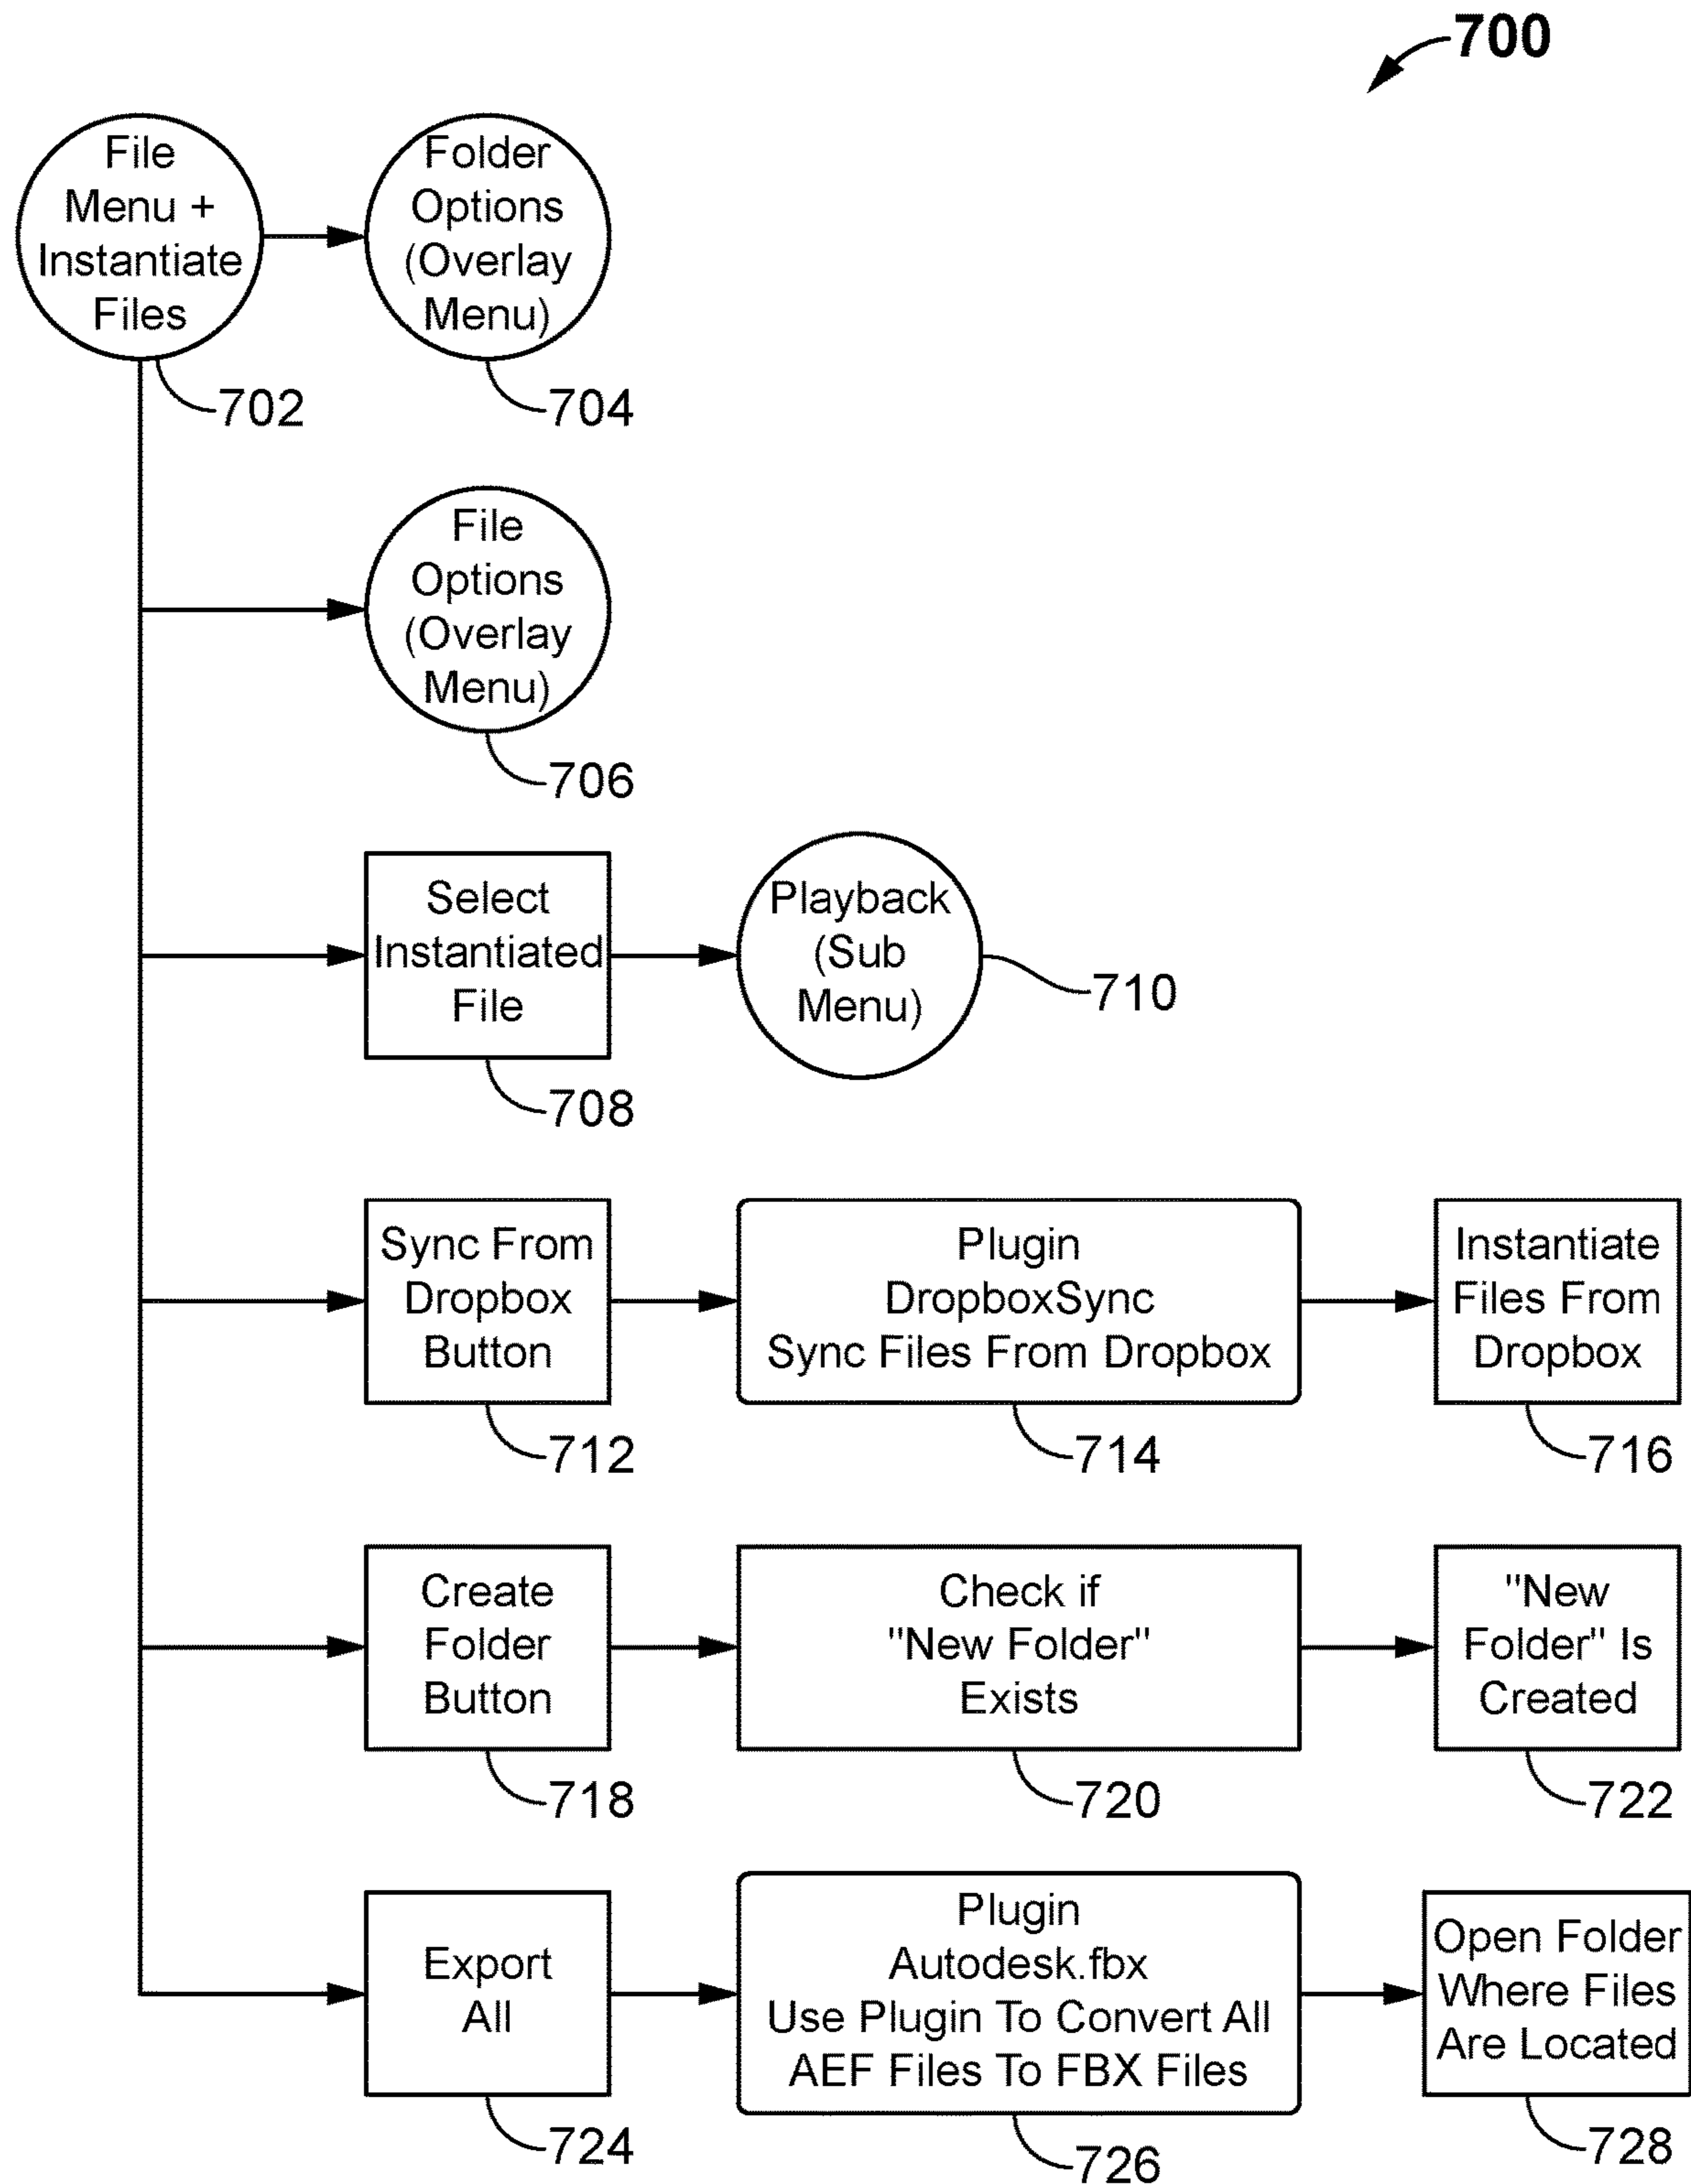 700
File
Menu +
Instantiate
Files
702
Folder
Options
(Overlay
Menu)
704
File
Options
(Overlay
Menu)
706
Select
Instantiated
File
708
Playback
(Sub
Menu)
710
Sync From
Dropbox
Button
712
Plugin
DropboxSync
Sync Files From Dropbox
714
Instantiate
Files From
Dropbox
716
Create
Folder
Button
718
Check if
"New Folder"
Exists
720
"New
Folder" Is
Created
722
Export
All
724
Plugin
Autodesk.fbx
Use Plugin To Convert All
AEF Files To FBX Files
726
Open Folder
Where Files
Are Located
728